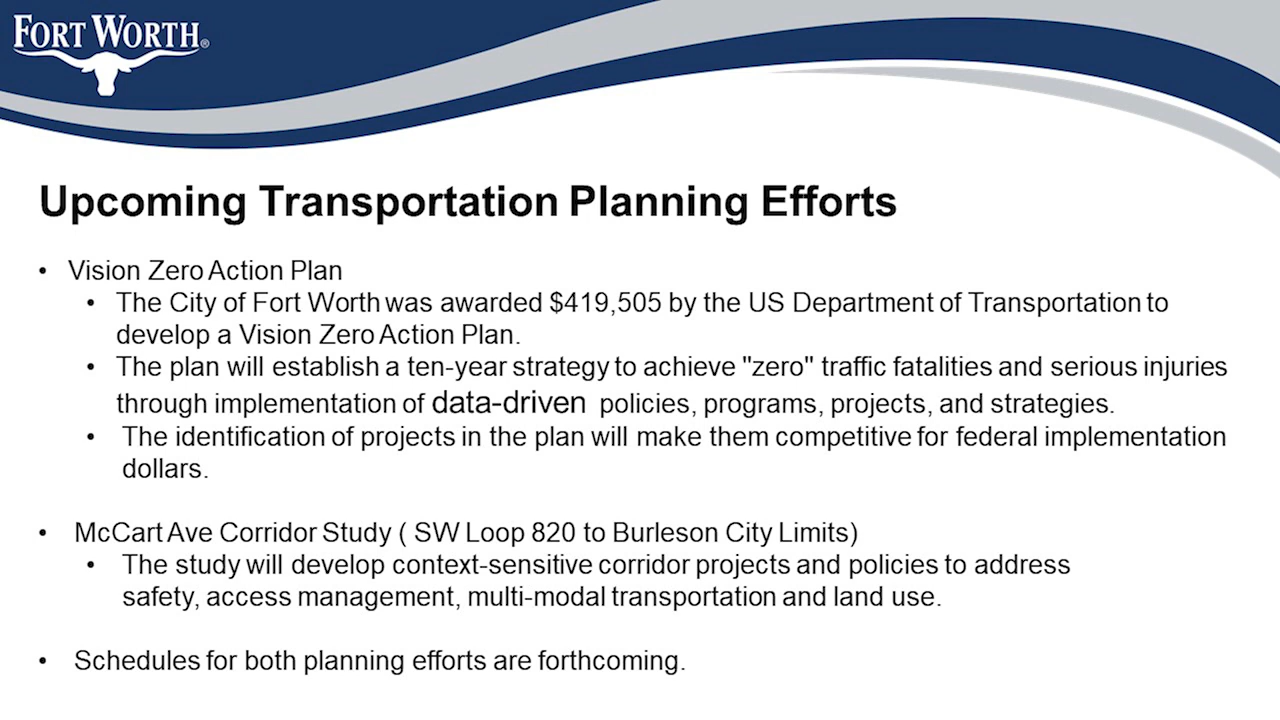 FORT WORTH®
Upcoming Transportation Planning Efforts
• Vision Zero Action Plan
• The City of Fort Worth was awarded $419,505 by the US Department of Transportation to
develop a Vision Zero Action Plan.
• The plan will establish a ten-year strategy to achieve "zero" traffic fatalities and serious injuries
through implementation of data-driven policies, programs, projects, and strategies.
• The identification of projects in the plan will make them competitive for federal implementation
dollars.
• McCart Ave Corridor Study ( SW Loop 820 to Burleson City Limits)
• The study will develop context-sensitive corridor projects and policies to address
safety, access management, multi-modal transportation and land use.
• Schedules for both planning efforts are forthcoming.